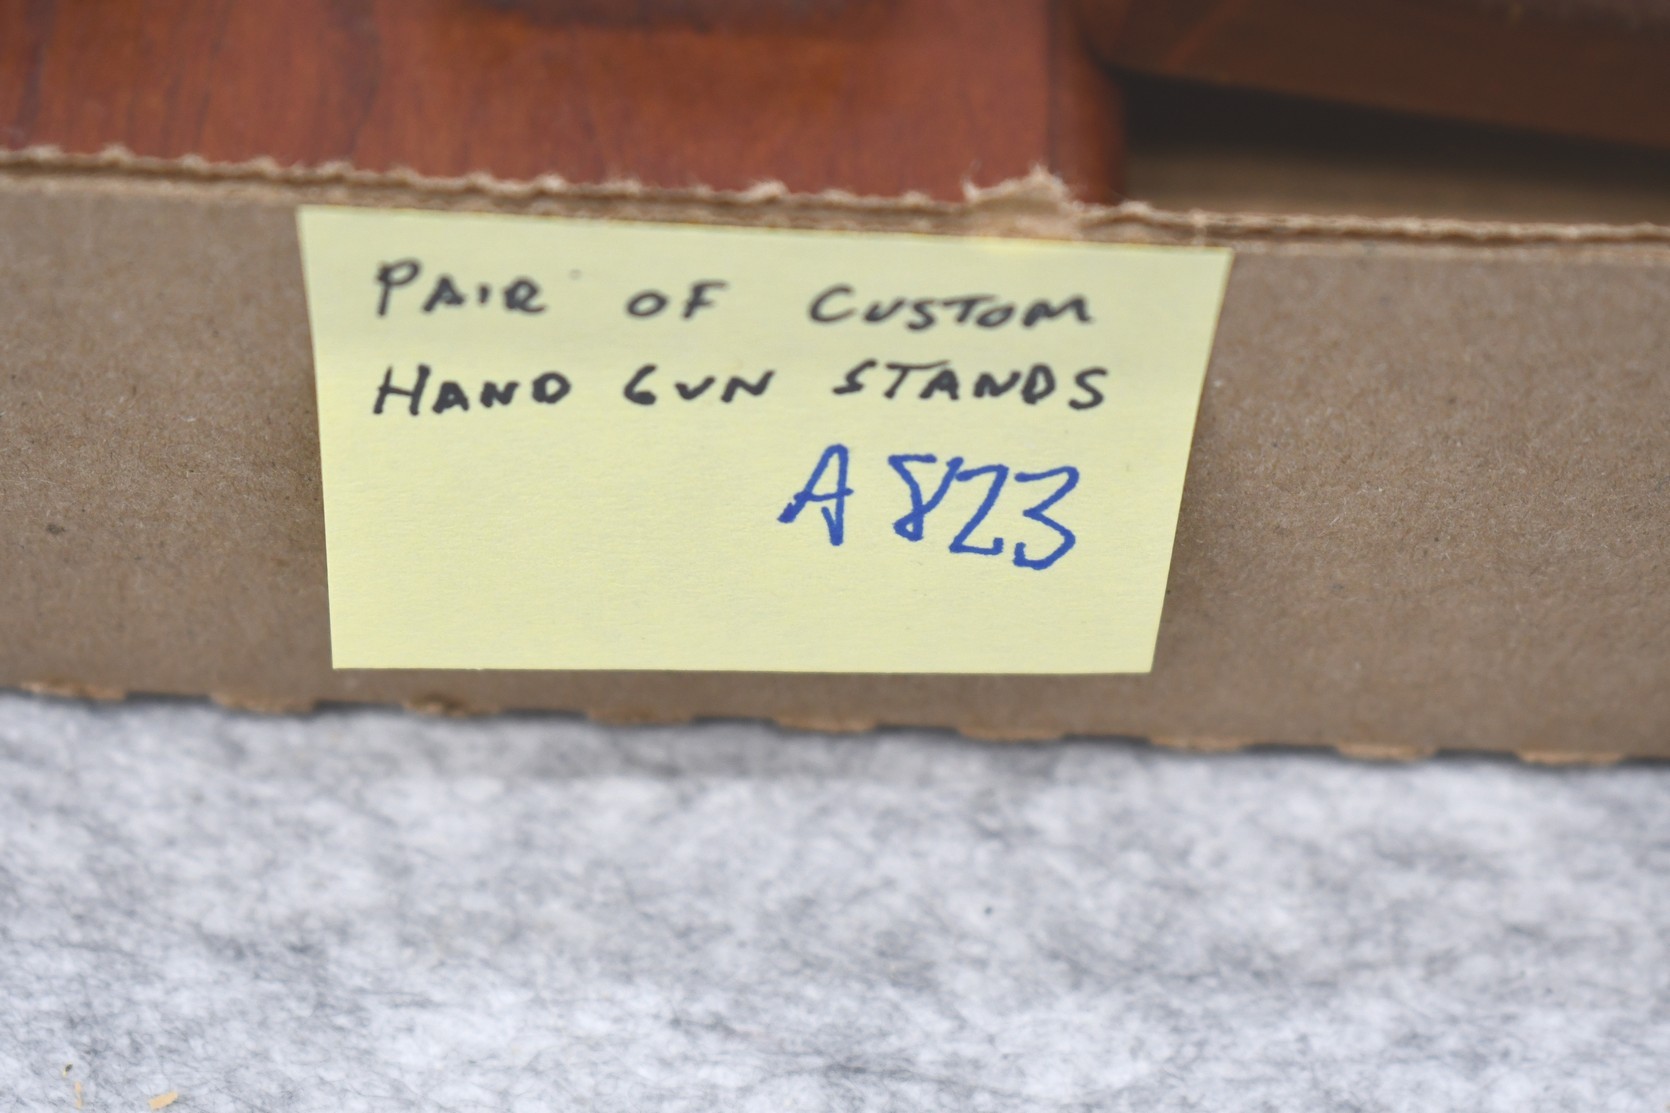 PAIR OF CUSTOM
HAND GUN STANDS
A823